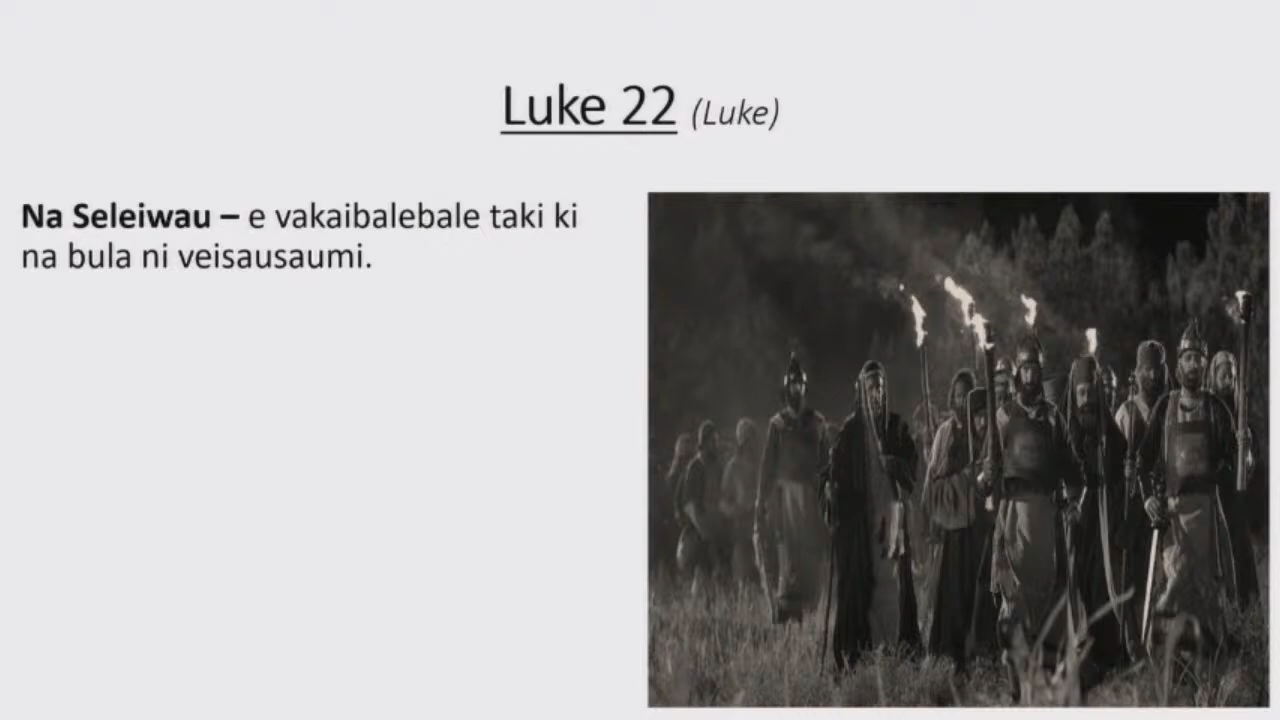 Luke 22 (Luke)
Na Seleiwau – e vakaibalebale taki ki
na bula ni veisausaumi.